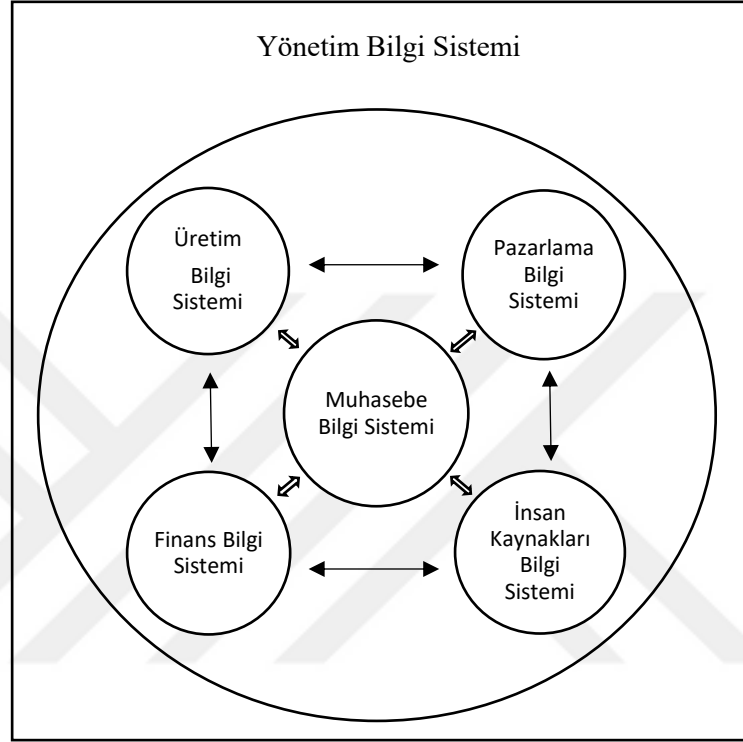 Yönetim Bilgi Sistemi
Üretim
Bilgi
Sistemi
Pazarlama
Bilgi
Sistemi
Muhasebe
Bilgi Sistemi
Finans Bilgi
Sistemi
İnsan
Kaynakları
Bilgi
Sistemi